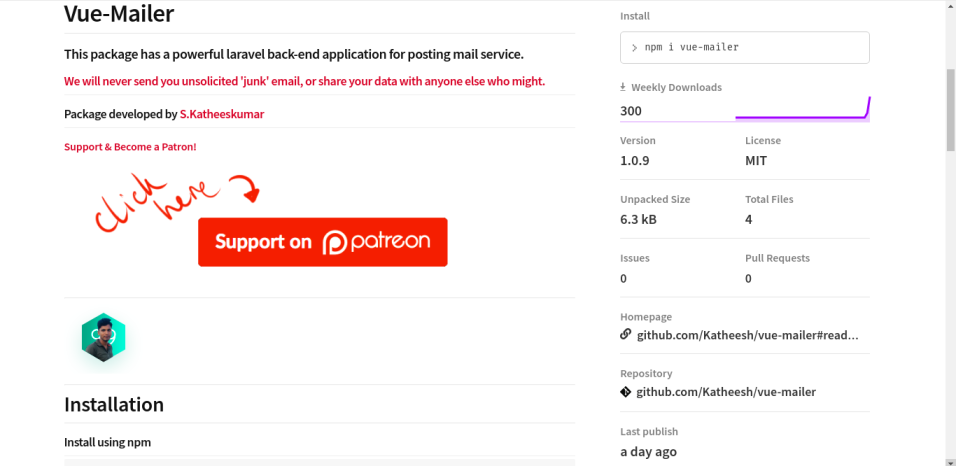 Vue-Mailer
This package has a powerful laravel back-end application for posting mail service.
We will never send you unsolicited 'junk' email, or share your data with anyone else who might.
Package developed by S.Katheeskumar
Support & Become a Patron!
click here
Support on patreon
Installation
Install using npm
Install
npm i vue-mailer
Weekly Downloads
300
Version License
1.0.9 MIT
Unpacked Size Total Files
6.3 kB 4
Issues Pull Requests
0 0
Homepage
github.com/Katheesh/vue-mailer#read...
Repository
github.com/Katheesh/vue-mailer
Last publish
a day ago